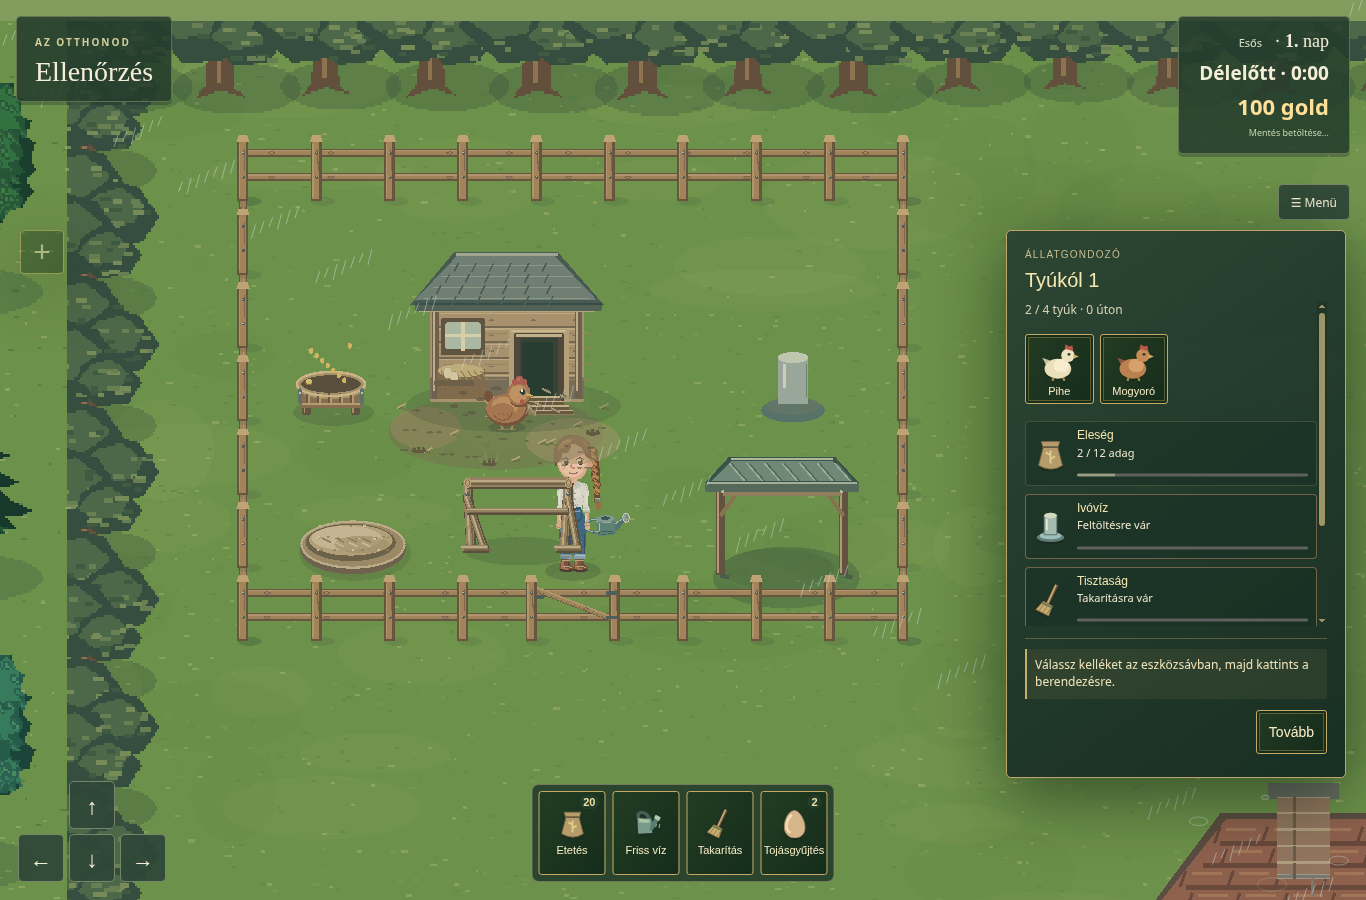 AZ OTTHONOD
Ellenőrzés
Esős · 1. nap
Délelőtt · 0:00
100 gold
Mentés betöltése...
☰ Menü
+
ÁLLATGONDOZÓ
Tyúkól 1
2 / 4 tyúk · 0 úton
Pihe
Mogyoró
Eleség
2 / 12 adag
Ivóvíz
Feltöltésre vár
Tisztaság
Takarításra vár
Válassz kelléket az eszközsávban, majd kattints a
berendezésre.
Tovább
↑
← ↓ →
20
Etetés
Friss víz
Takarítás
2
Tojásgyűjtés